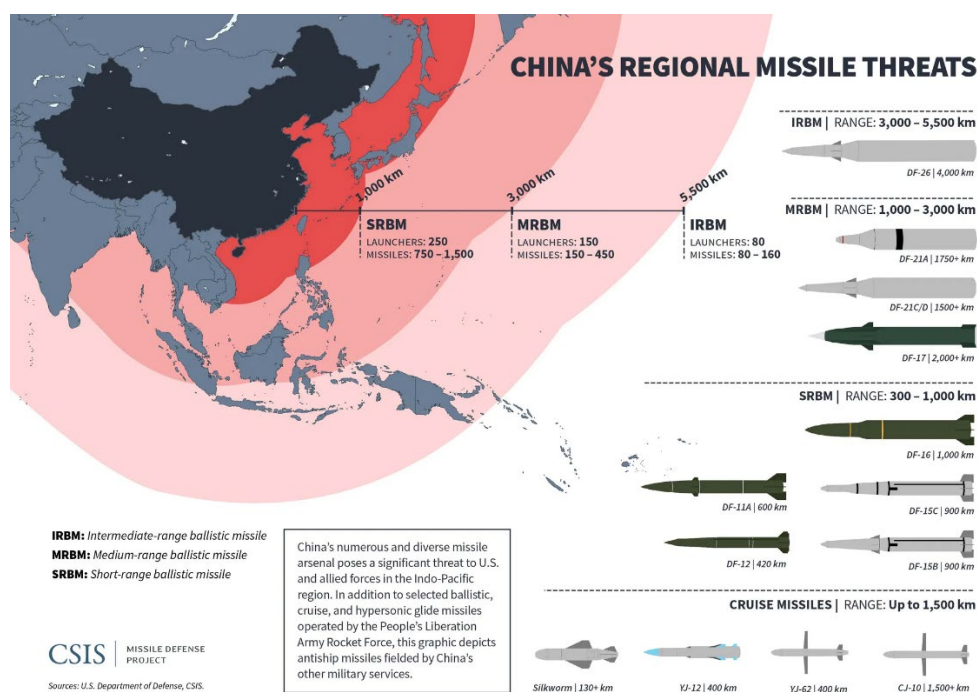 CHINA'S REGIONAL MISSILE THREATS
IRBM | RANGE: 3,000 – 5,500 km
DF-26 | 4,000 km
MRBM | RANGE: 1,000 – 3,000 km
DF-21A | 1750+ km
DF-21C/D | 1500+ km
DF-17 | 2,000+ km
SRBM | RANGE: 300 – 1,000 km
DF-16 | 1,000 km
DF-11A | 600 km
DF-15C | 900 km
DF-12 | 420 km
DF-15B | 900 km
CRUISE MISSILES | RANGE: Up to 1,500 km
Silkworm | 130+ km
YJ-12 | 400 km
YJ-62 | 400 km
CJ-10 | 1,500+ km
1,000 km
3,000 km
5,500 km
SRBM
LAUNCHERS: 250
MISSILES: 750 – 1,500
MRBM
LAUNCHERS: 150
MISSILES: 150 – 450
IRBM
LAUNCHERS: 80
MISSILES: 80 – 160
IRBM: Intermediate-range ballistic missile
MRBM: Medium-range ballistic missile
SRBM: Short-range ballistic missile
China's numerous and diverse missile
arsenal poses a significant threat to U.S.
and allied forces in the Indo-Pacific
region. In addition to selected ballistic,
cruise, and hypersonic glide missiles
operated by the People's Liberation
Army Rocket Force, this graphic depicts
antiship missiles fielded by China's
other military services.
CSIS | MISSILE DEFENSE
PROJECT
Sources: U.S. Department of Defense, CSIS.